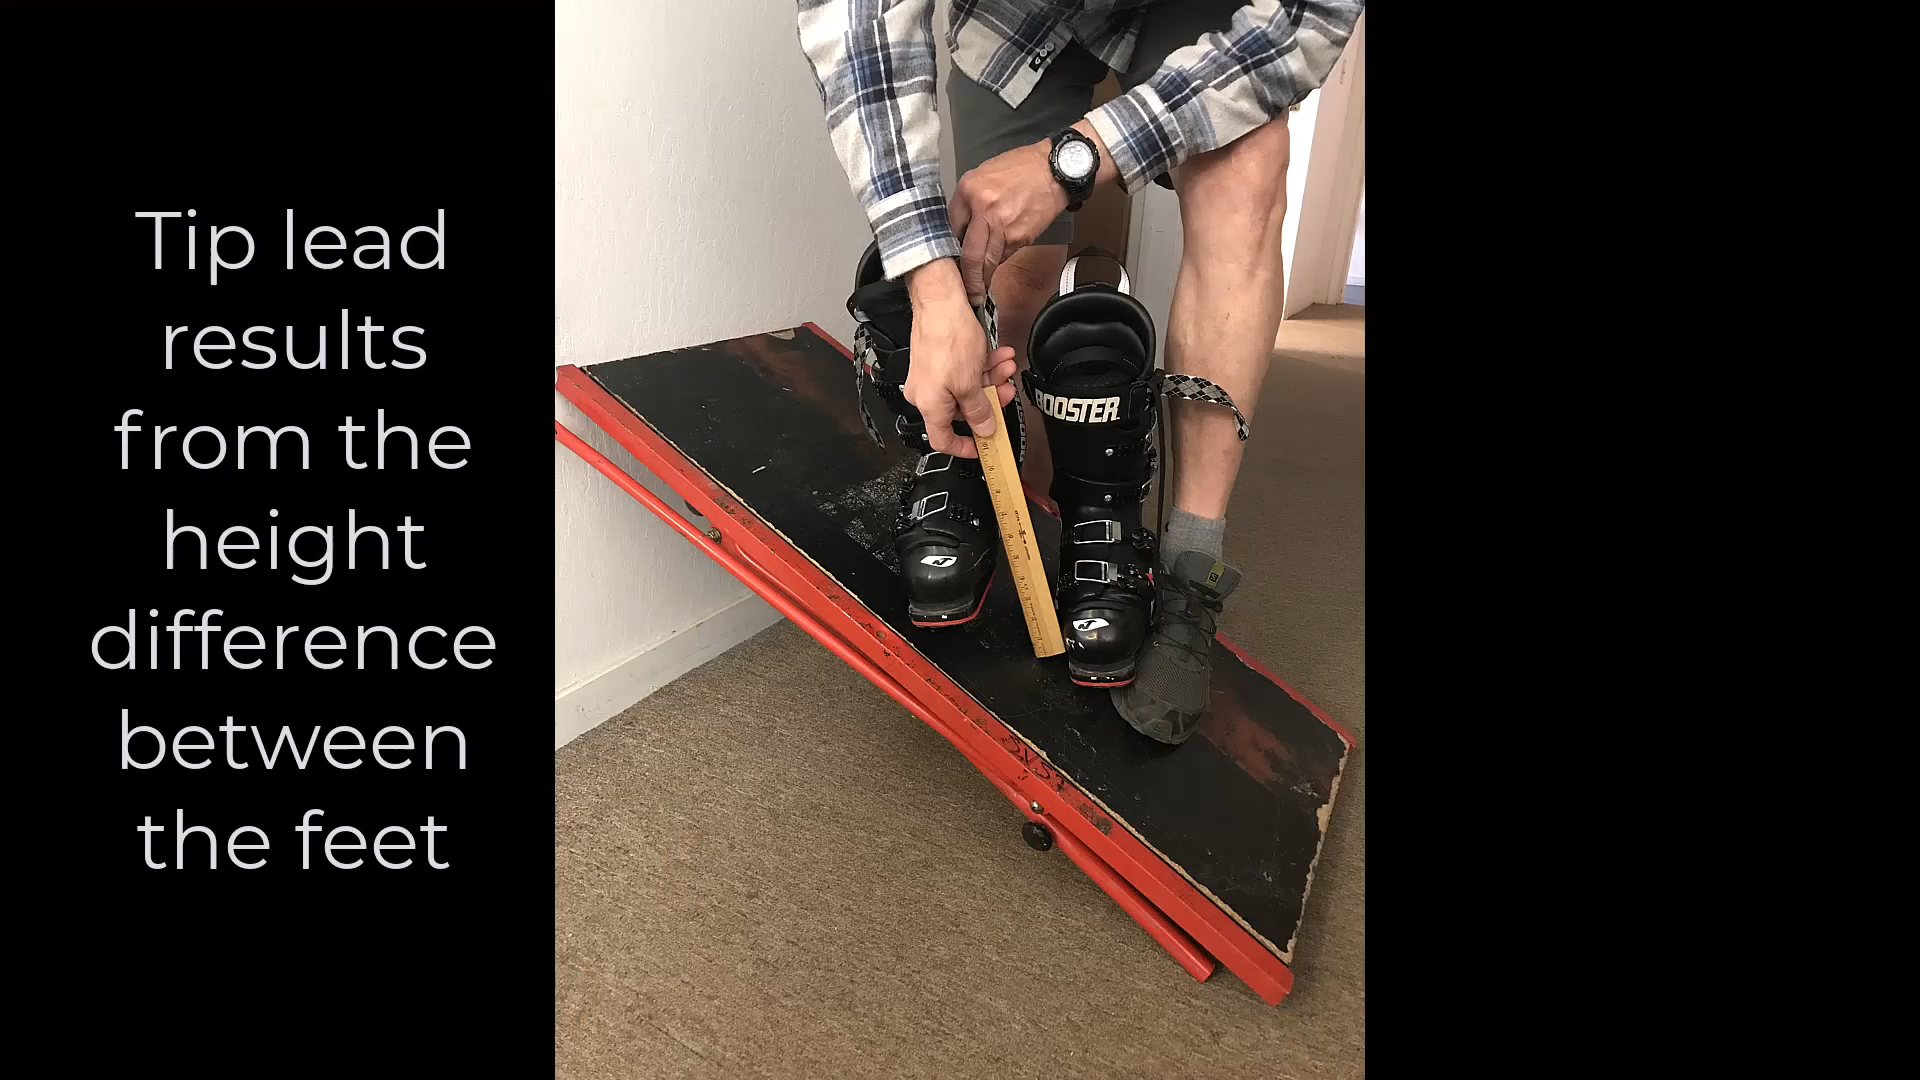 Tip lead
results
from the
height
difference
between
the feet
BOOSTER